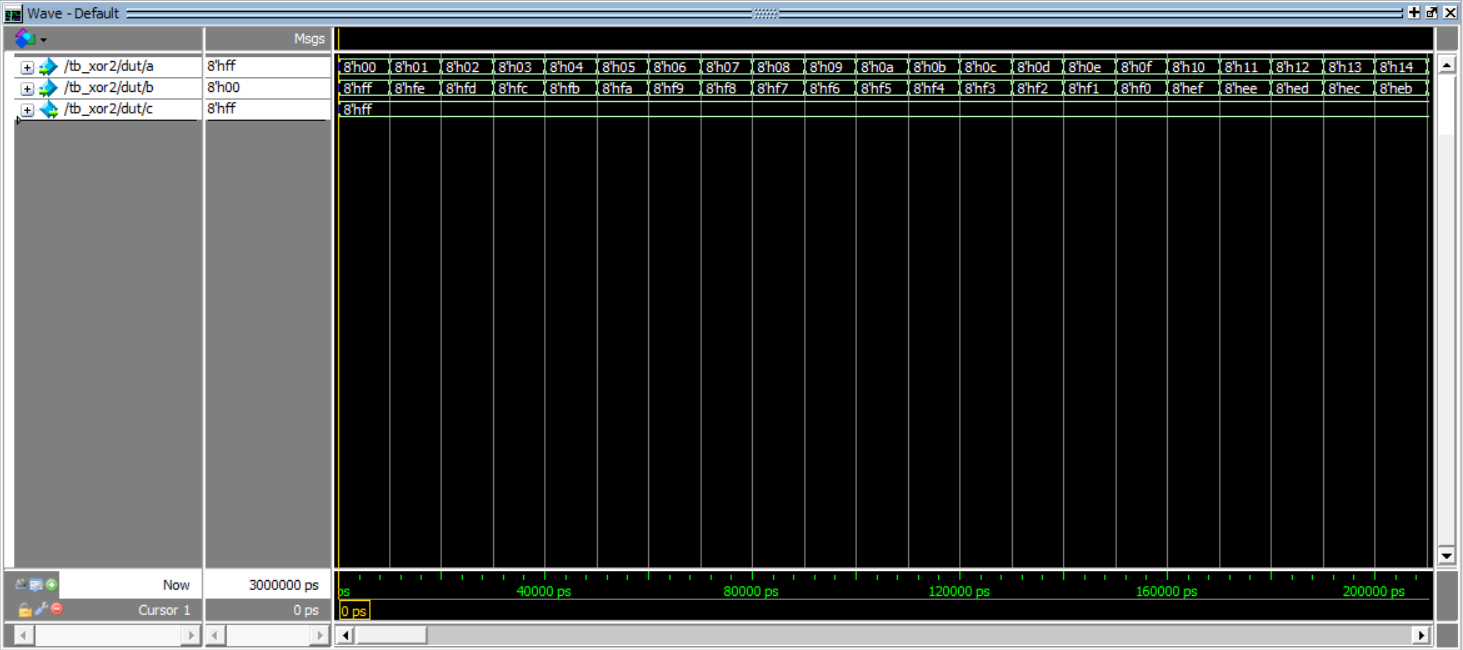 Wave - Default
Msgs
/tb_xor2/dut/a 8'hff 8'h00 8'h01 8'h02 8'h03 8'h04 8'h05 8'h06 8'h07 8'h08 8'h09 8'h0a 8'h0b 8'h0c 8'h0d 8'h0e 8'h0f 8'h10 8'h11 8'h12 8'h13 8'h14
/tb_xor2/dut/b 8'h00 8'hff 8'hfe 8'hfd 8'hfc 8'hfb 8'hfa 8'hf9 8'hf8 8'hf7 8'hf6 8'hf5 8'hf4 8'hf3 8'hf2 8'hf1 8'hf0 8'hef 8'hee 8'hed 8'hec 8'heb
/tb_xor2/dut/c 8'hff 8'hff
Now 3000000 ps ps 40000 ps 80000 ps 120000 ps 160000 ps 200000 ps
Cursor 1 0 ps 0 ps